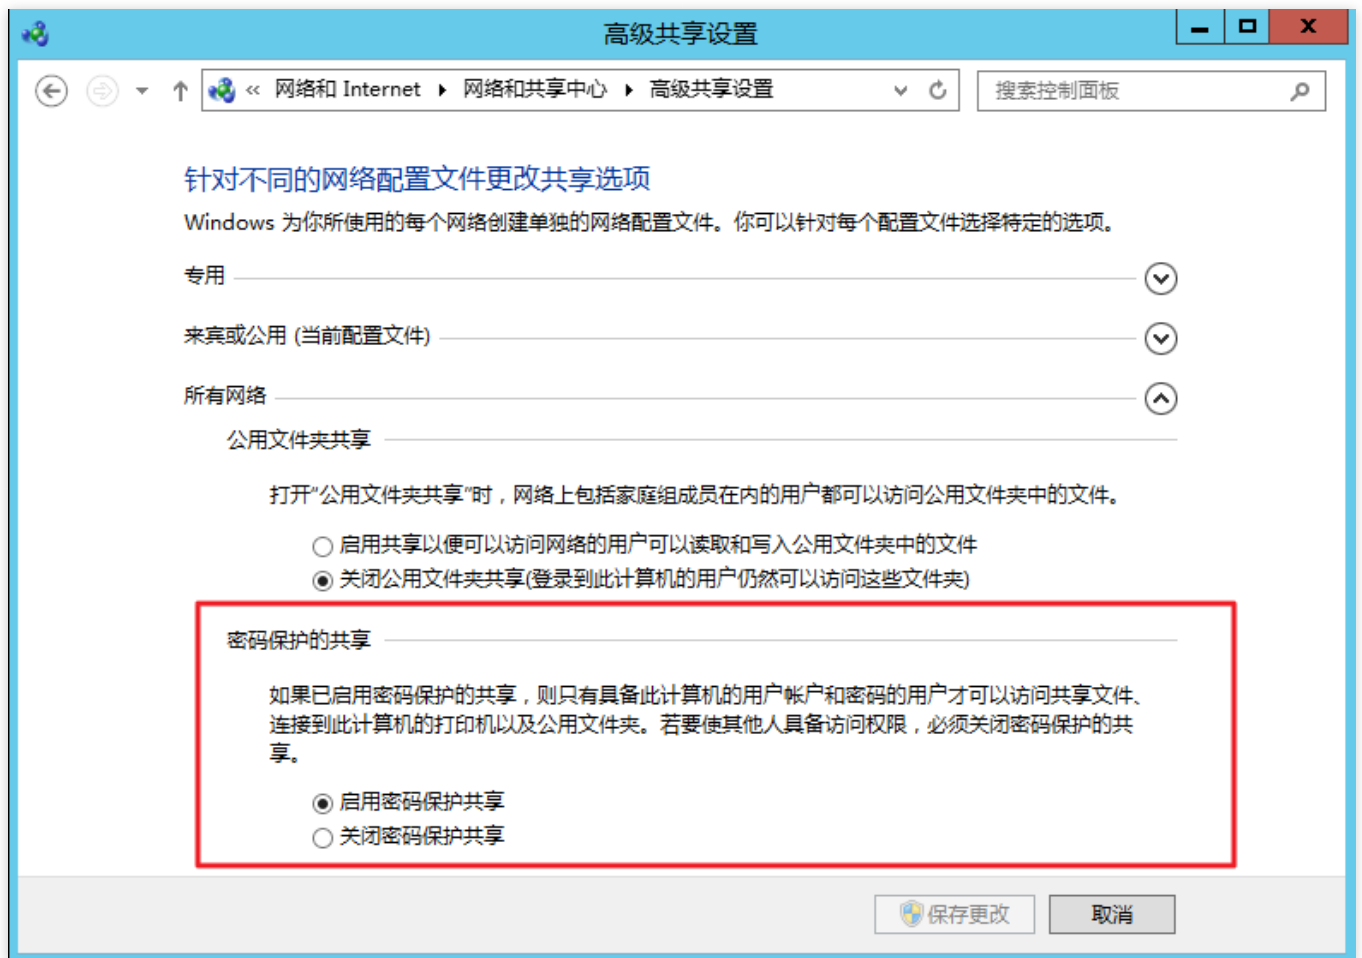 高级共享设置
« 网络和 Internet ▸ 网络和共享中心 ▸ 高级共享设置
搜索控制面板
针对不同的网络配置文件更改共享选项
Windows 为你所使用的每个网络创建单独的网络配置文件。你可以针对每个配置文件选择特定的选项。
专用
来宾或公用 (当前配置文件)
所有网络
公用文件夹共享
打开"公用文件夹共享"时，网络上包括家庭组成员在内的用户都可以访问公用文件夹中的文件。
启用共享以便可以访问网络的用户可以读取和写入公用文件夹中的文件
关闭公用文件夹共享(登录到此计算机的用户仍然可以访问这些文件夹)
密码保护的共享
如果已启用密码保护的共享，则只有具备此计算机的用户帐户和密码的用户才可以访问共享文件、
连接到此计算机的打印机以及公用文件夹。若要使其他人具备访问权限，必须关闭密码保护的共
享。
启用密码保护共享
关闭密码保护共享
保存更改
取消